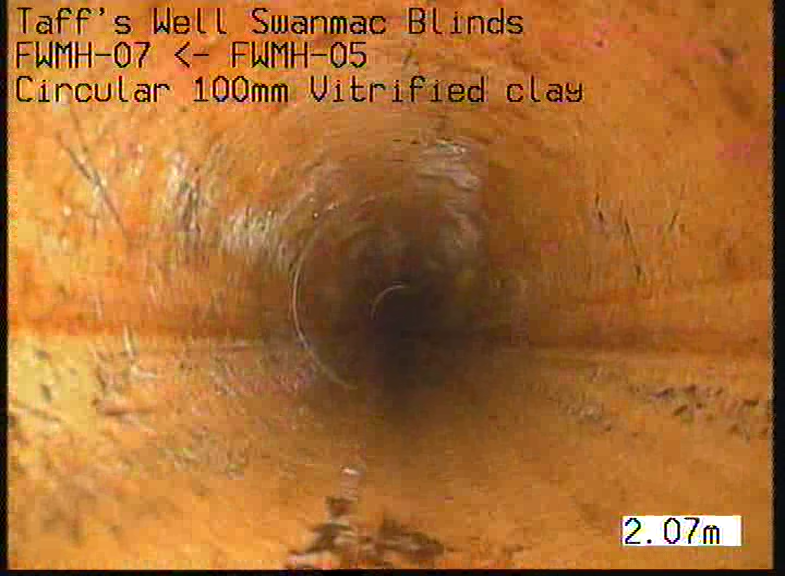 Taff's Well Swanmac Blinds
FWMH-07 <- FWMH-05
Circular 100mm Vitrified clay
2.07m